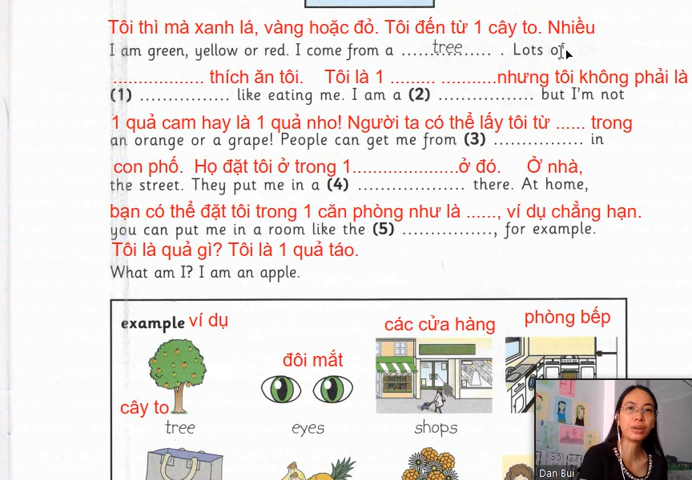 Tôi thì mà xanh lá, vàng hoặc đỏ. Tôi đến từ 1 cây to. Nhiều
I am green, yellow or red. I come from a ......tree...... . Lots of
.................. thích ăn tôi. Tôi là 1 ......... ...........nhưng tôi không phải là
(1) .................. like eating me. I am a (2) .................. but I'm not
1 quả cam hay là 1 quả nho! Người ta có thể lấy tôi từ ...... trong
an orange or a grape! People can get me from (3) .................. in
con phố. Họ đặt tôi ở trong 1.....................ở đó. Ở nhà,
the street. They put me in a (4) .................. there. At home,
bạn có thể đặt tôi trong 1 căn phòng như là ......, ví dụ chẳng hạn.
you can put me in a room like the (5) .................., for example.
Tôi là quả gì? Tôi là 1 quả táo.
What am I? I am an apple.
example ví dụ
các cửa hàng
phòng bếp
đôi mắt
cây to
tree
eyes
shops
Dan Bui